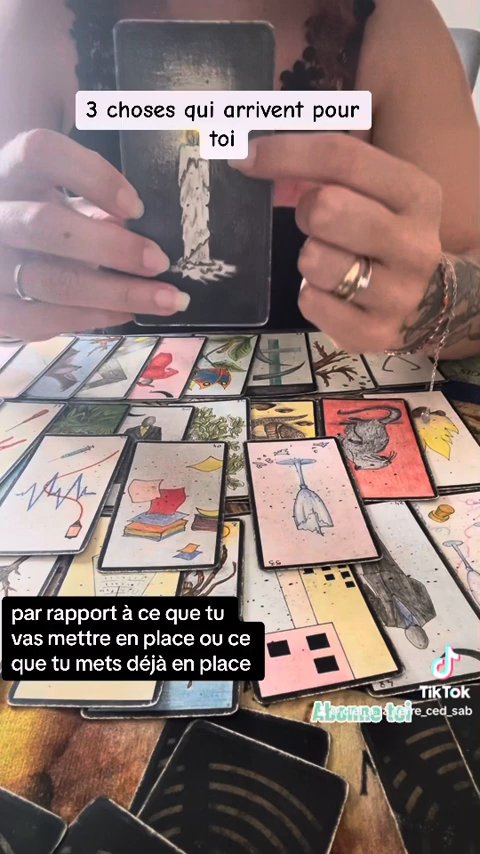 3 choses qui arrivent pour
toi
par rapport à ce que tu
vas mettre en place ou ce
que tu mets déjà en place
TikTok
Abonne toi
re_ced_sab